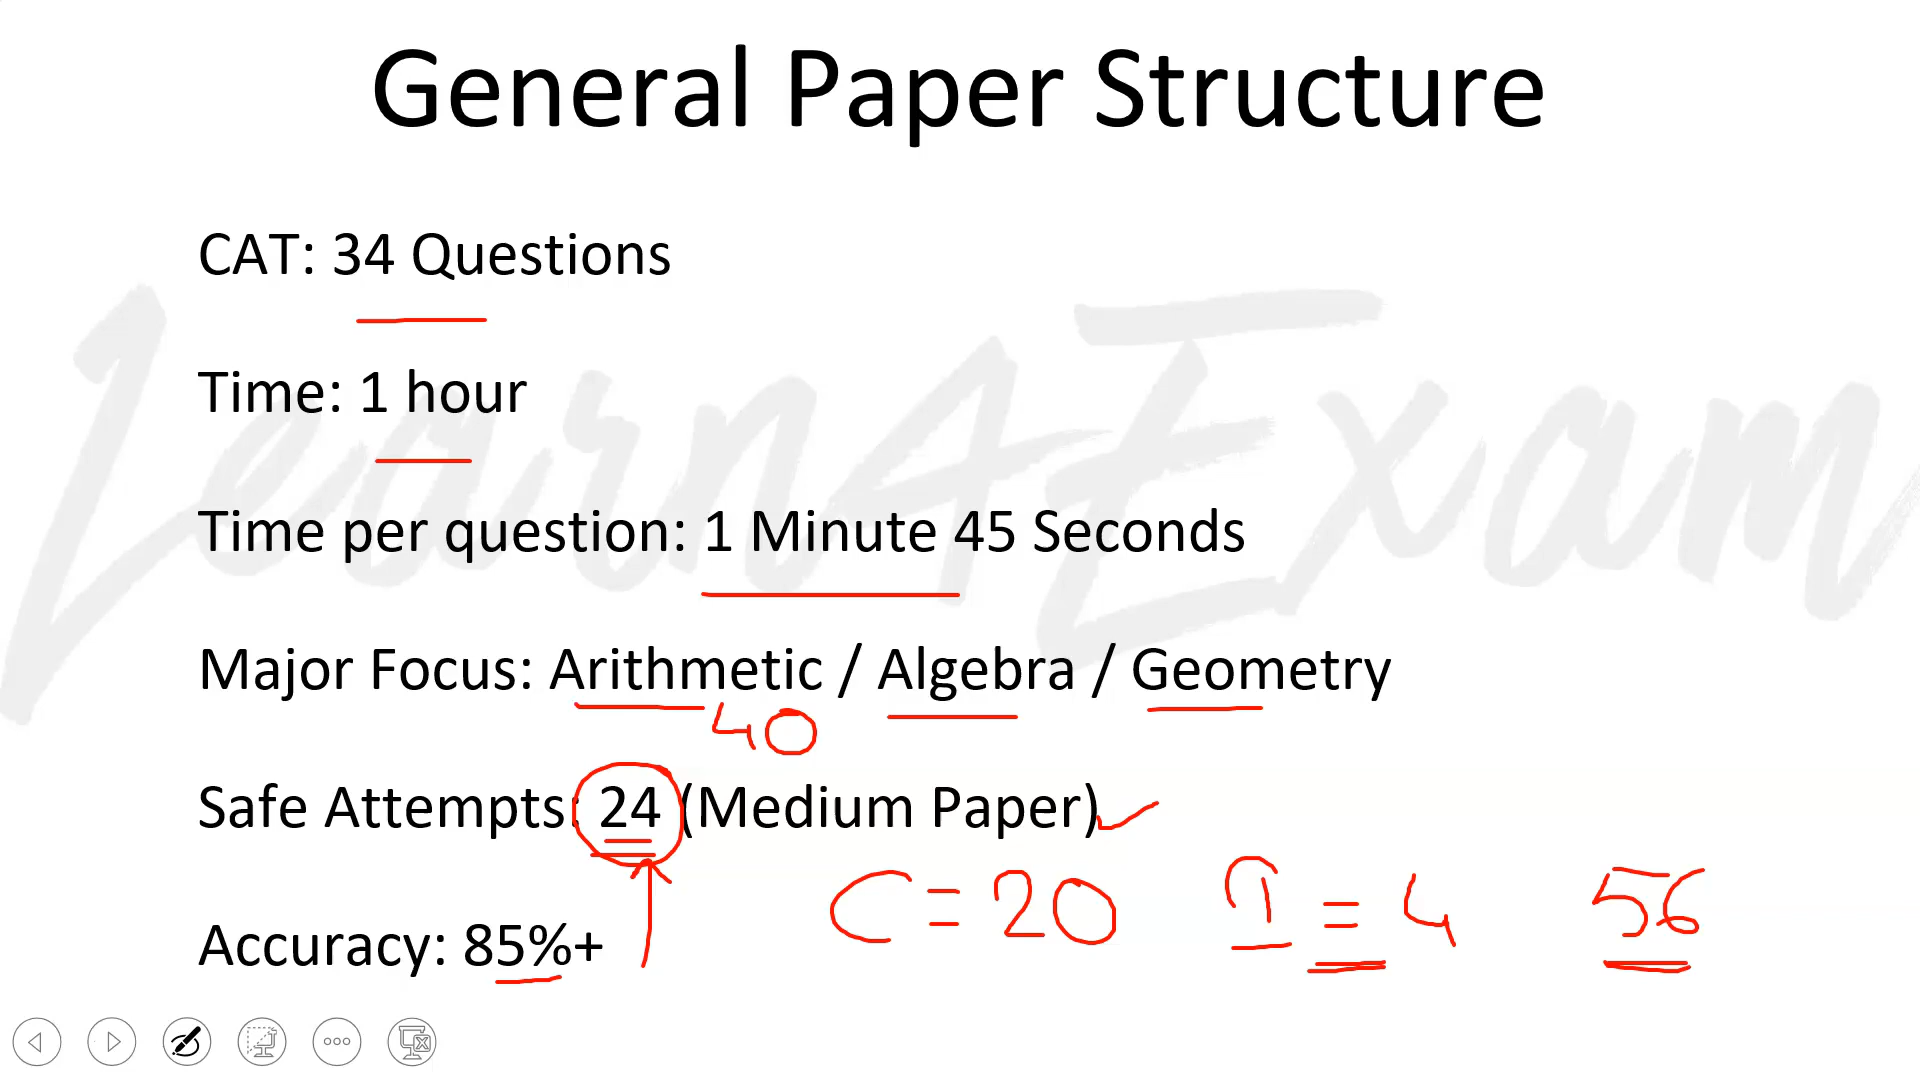 General Paper Structure
CAT: 34 Questions
Time: 1 hour
Time per question: 1 Minute 45 Seconds
Major Focus: Arithmetic / Algebra / Geometry
40
Safe Attempts: 24 (Medium Paper)
C = 20 I = 4 56
Accuracy: 85%+
Learn4Exam